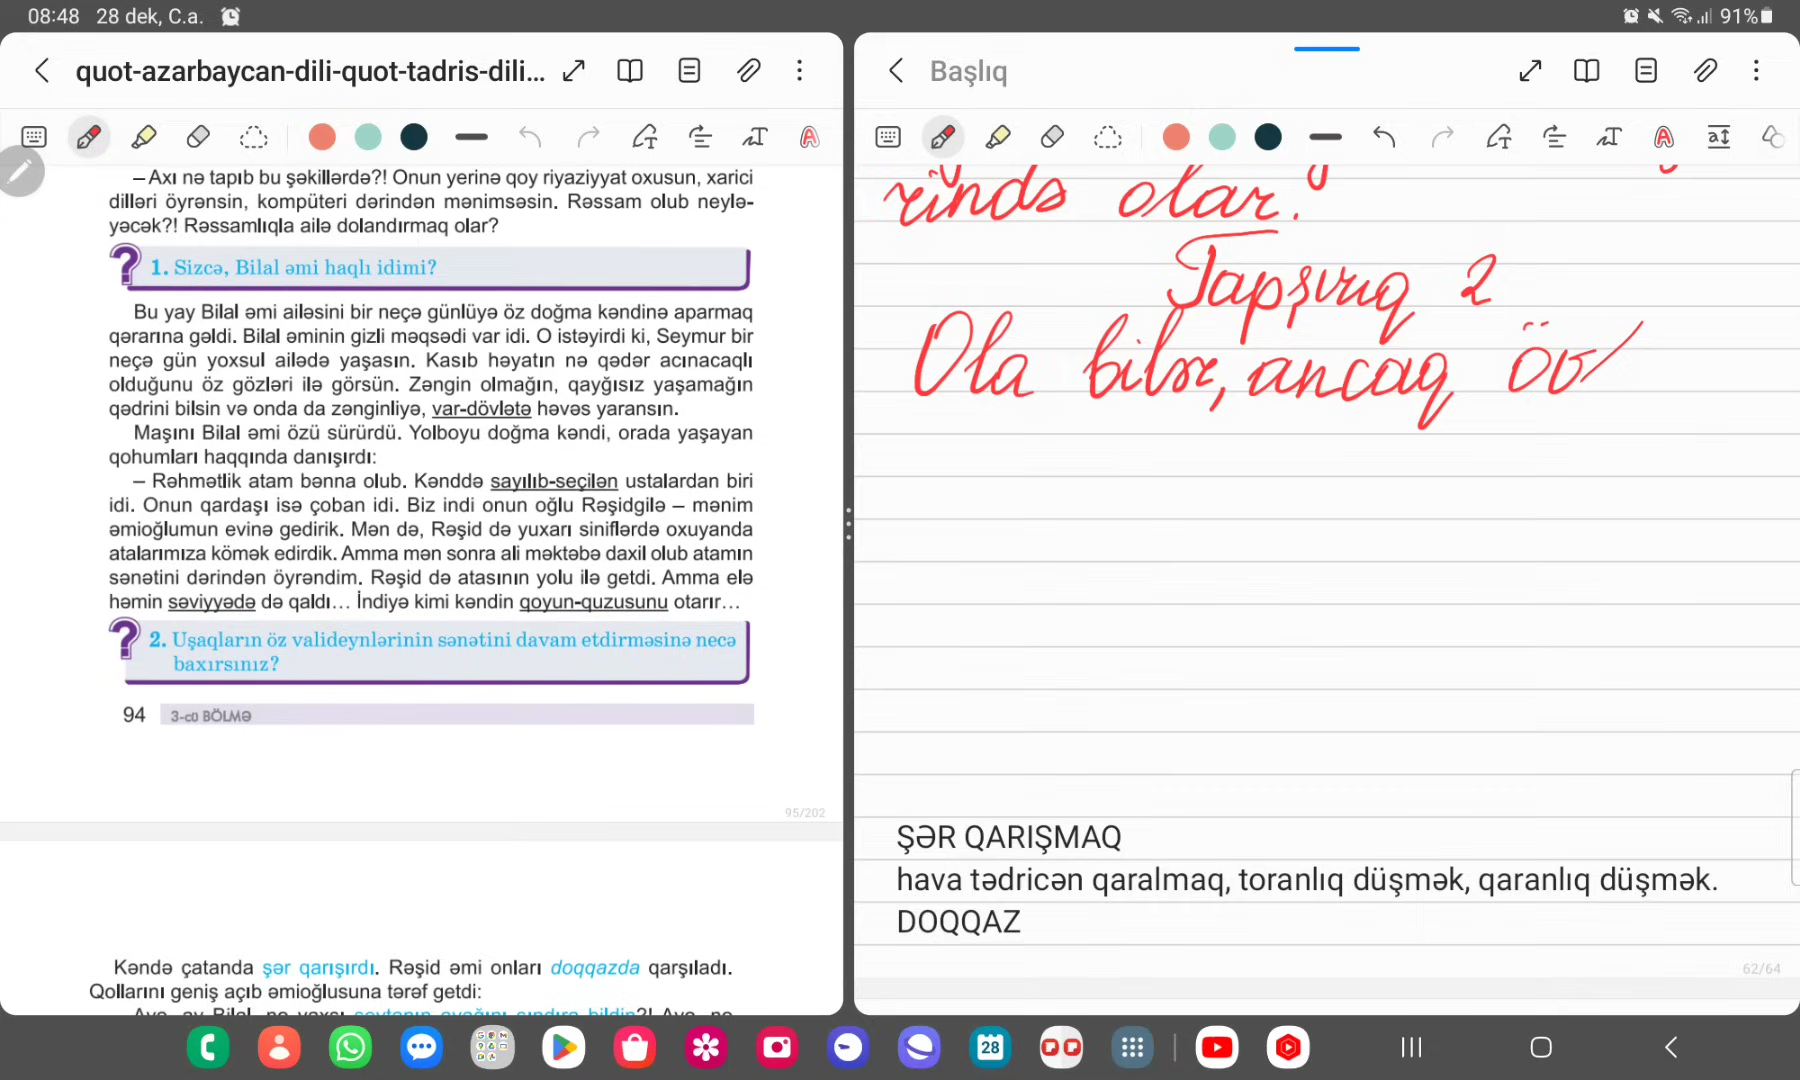 08:48 28 dek, C.a.
91%
quot-azarbaycan-dili-quot-tadris-dili...
– Axı nə tapıb bu şəkillərdə?! Onun yerinə qoy riyaziyyat oxusun, xarici
dilləri öyrənsin, kompüteri dərindən mənimsəsin. Rəssam olub neylə-
yəcək?! Rəssamlıqla ailə dolandırmaq olar?
? 1. Sizcə, Bilal əmi haqlı idimi?
Bu yay Bilal əmi ailəsini bir neçə günlüyə öz doğma kəndinə aparmaq
qərarına gəldi. Bilal əminin gizli məqsədi var idi. O istəyirdi ki, Seymur bir
neçə gün yoxsul ailədə yaşasın. Kasıb həyatın nə qədər acınacaqlı
olduğunu öz gözləri ilə görsün. Zəngin olmağın, qayğısız yaşamağın
qədrini bilsin və onda da zənginliyə, var-dövlətə həvəs yaransın.
Maşını Bilal əmi özü sürürdü. Yolboyu doğma kəndi, orada yaşayan
qohumları haqqında danışırdı:
– Rəhmətlik atam bənna olub. Kənddə sayılıb-seçilən ustalardan biri
idi. Onun qardaşı isə çoban idi. Biz indi onun oğlu Rəşidgilə – mənim
əmioğlumun evinə gedirik. Mən də, Rəşid də yuxarı siniflərdə oxuyanda
atalarımıza kömək edirdik. Amma mən sonra ali məktəbə daxil olub atamın
sənətini dərindən öyrəndim. Rəşid də atasının yolu ilə getdi. Amma elə
həmin səviyyədə də qaldı... İndiyə kimi kəndin qoyun-quzusunu otarır...
? 2. Uşaqların öz valideynlərinin sənətini davam etdirməsinə necə
baxırsınız?
94 3-cü BÖLMƏ
95/202
Kəndə çatanda şər qarışırdı. Rəşid əmi onları doqqazda qarşıladı.
Qollarını geniş açıb əmioğlusuna tərəf getdi:
Başlıq
rində olar.
Tapşırıq 2
Ola bilər, ancaq öv
ŞƏR QARIŞMAQ
hava tədricən qaralmaq, toranlıq düşmək, qaranlıq düşmək.
DOQQAZ
62/64
28